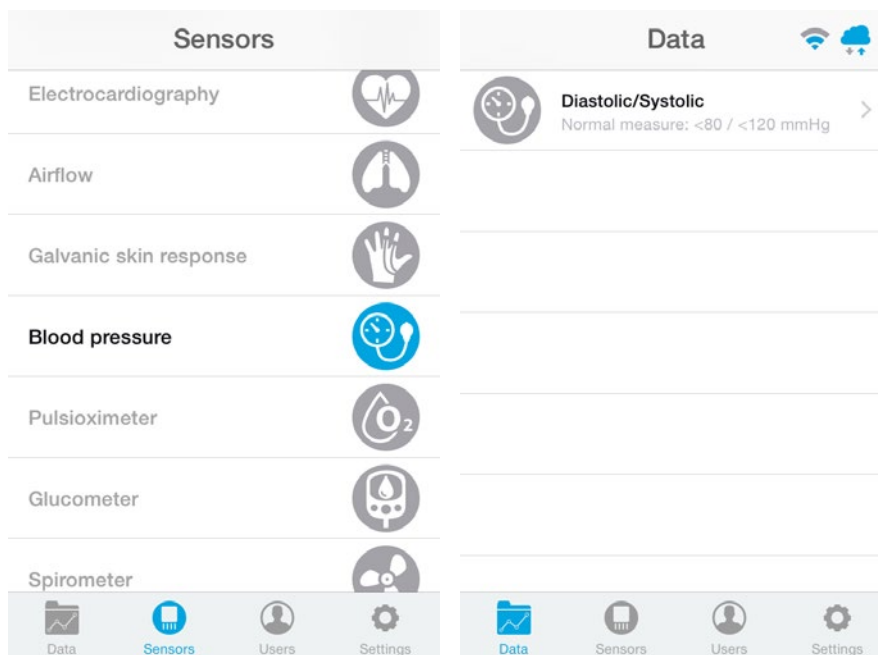 Sensors
Electrocardiography
Airflow
Galvanic skin response
Blood pressure
Pulsioximeter
O2
Glucometer
Spirometer
Data Sensors Users Settings
Data
Diastolic/Systolic
Normal measure: <80 / <120 mmHg
Data Sensors Users Settings